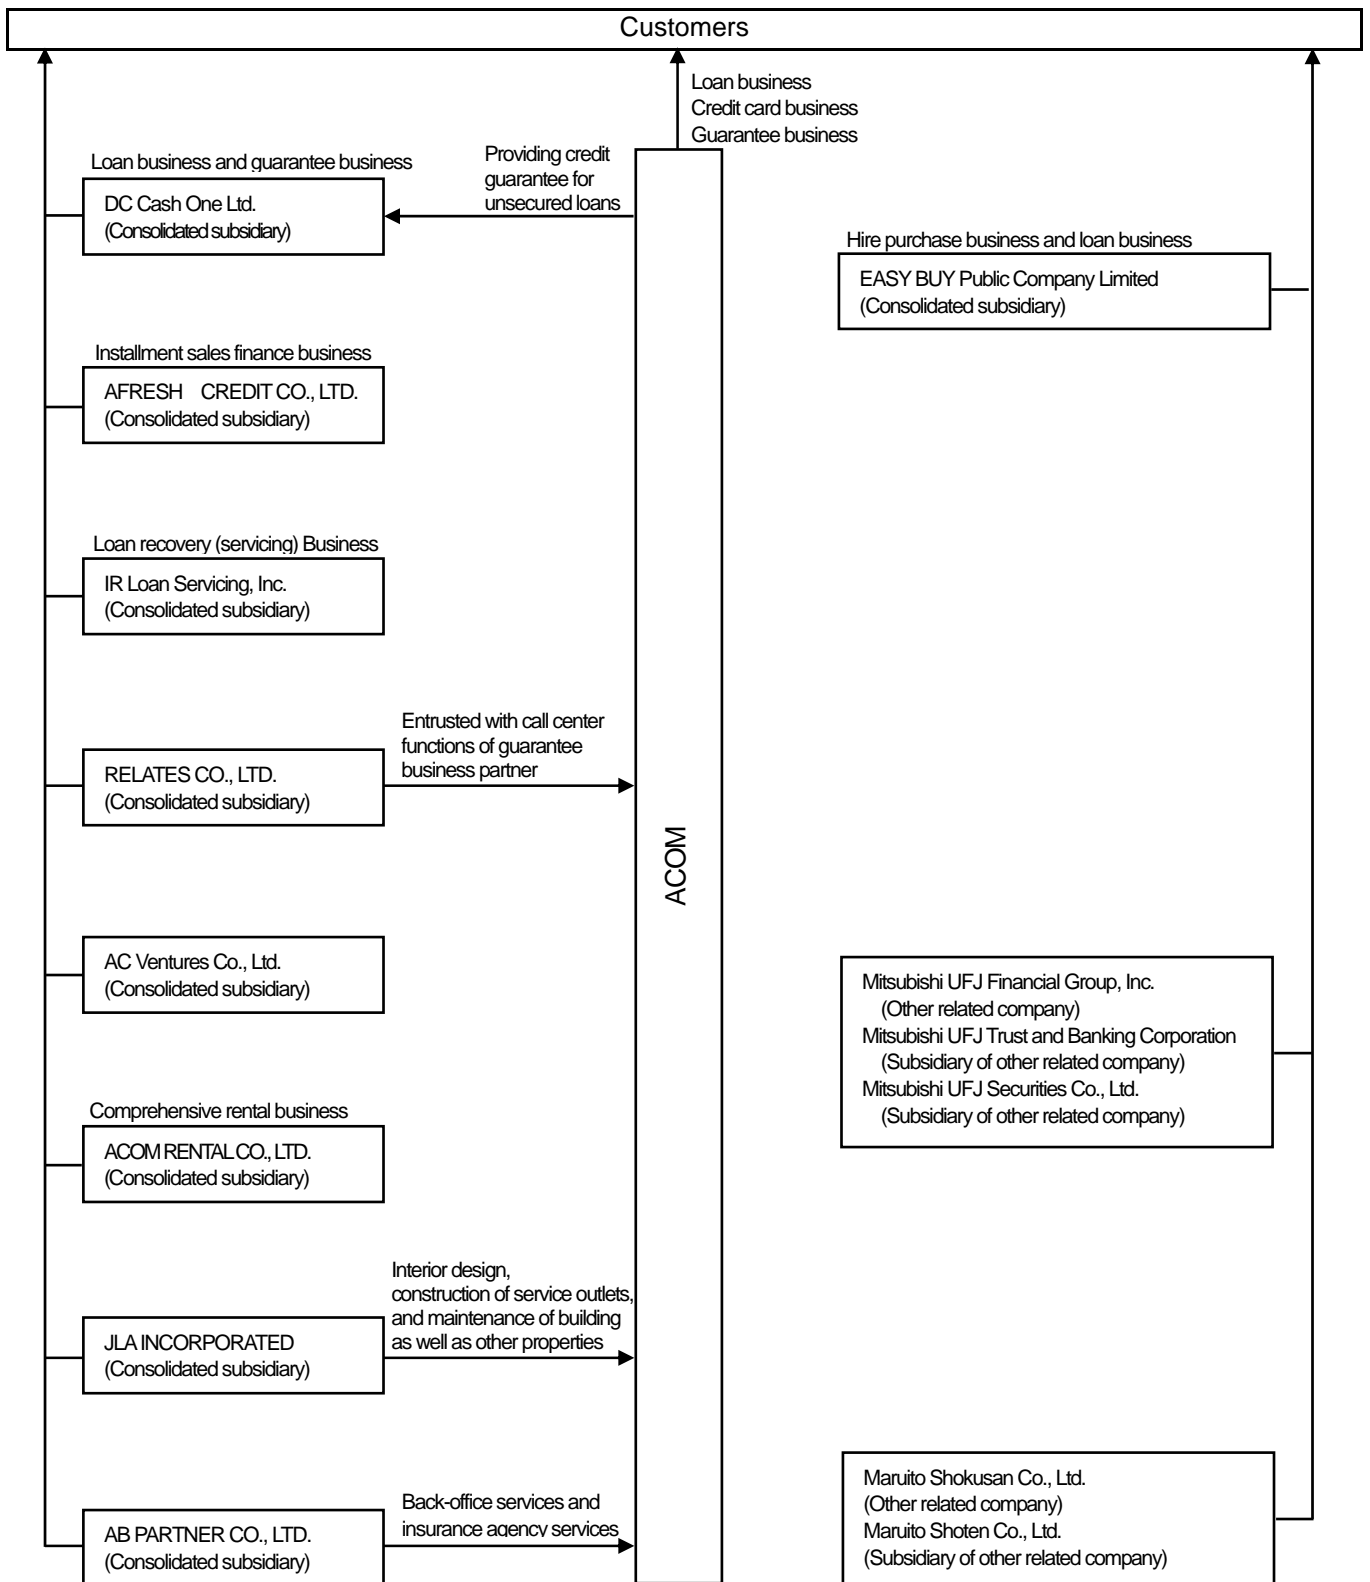 Customers
Loan business
Credit card business
Guarantee business
Loan business and guarantee business
DC Cash One Ltd.
(Consolidated subsidiary)
Providing credit
guarantee for
unsecured loans
Hire purchase business and loan business
EASY BUY Public Company Limited
(Consolidated subsidiary)
Installment sales finance business
AFRESH CREDIT CO., LTD.
(Consolidated subsidiary)
Loan recovery (servicing) Business
IR Loan Servicing, Inc.
(Consolidated subsidiary)
RELATES CO., LTD.
(Consolidated subsidiary)
Entrusted with call center
functions of guarantee
business partner
ACOM
AC Ventures Co., Ltd.
(Consolidated subsidiary)
Mitsubishi UFJ Financial Group, Inc.
(Other related company)
Mitsubishi UFJ Trust and Banking Corporation
(Subsidiary of other related company)
Mitsubishi UFJ Securities Co., Ltd.
(Subsidiary of other related company)
Comprehensive rental business
ACOM RENTAL CO., LTD.
(Consolidated subsidiary)
JLA INCORPORATED
(Consolidated subsidiary)
Interior design,
construction of service outlets,
and maintenance of building
as well as other properties
AB PARTNER CO., LTD.
(Consolidated subsidiary)
Back-office services and
insurance agency services
Maruito Shokusan Co., Ltd.
(Other related company)
Maruito Shoten Co., Ltd.
(Subsidiary of other related company)